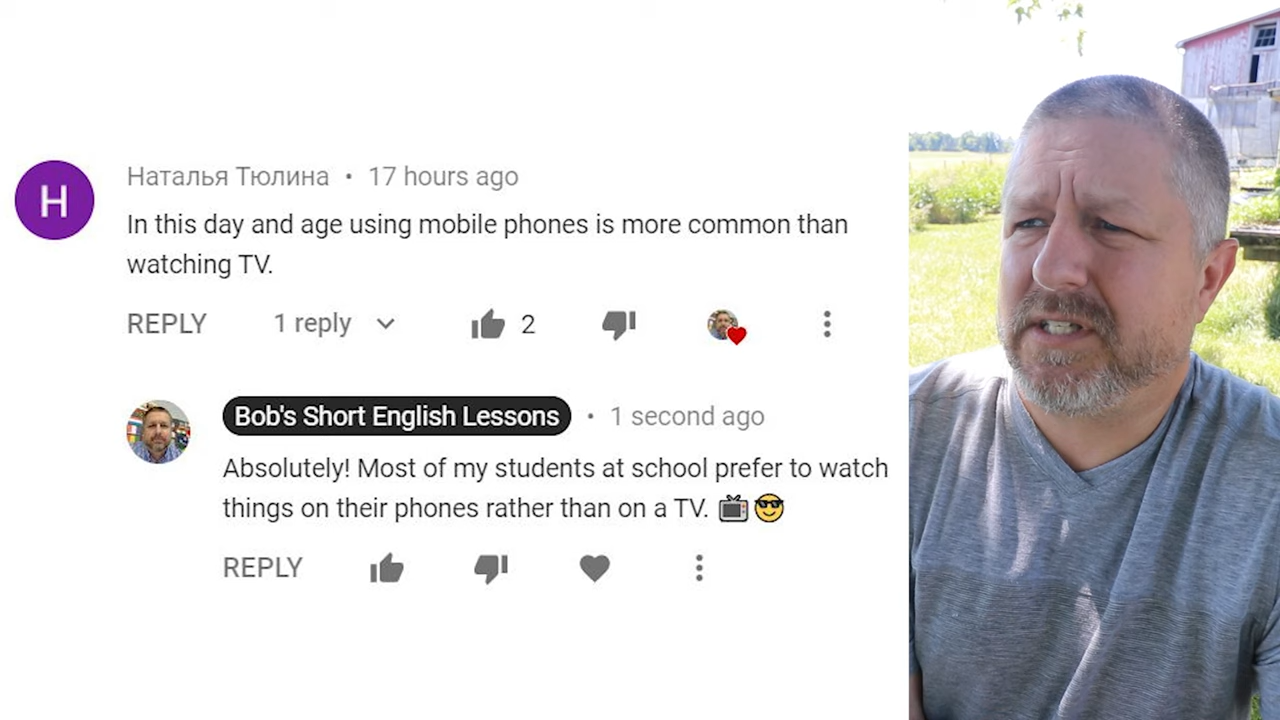 Наталья Тюлина • 17 hours ago
In this day and age using mobile phones is more common than
watching TV.
REPLY 1 reply 2
Bob's Short English Lessons • 1 second ago
Absolutely! Most of my students at school prefer to watch
things on their phones rather than on a TV. 📺😎
REPLY
H